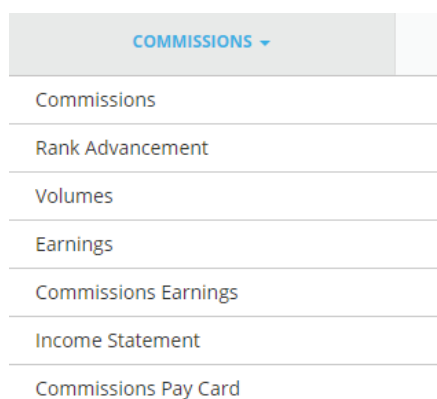 COMMISSIONS
Commissions
Rank Advancement
Volumes
Earnings
Commissions Earnings
Income Statement
Commissions Pay Card